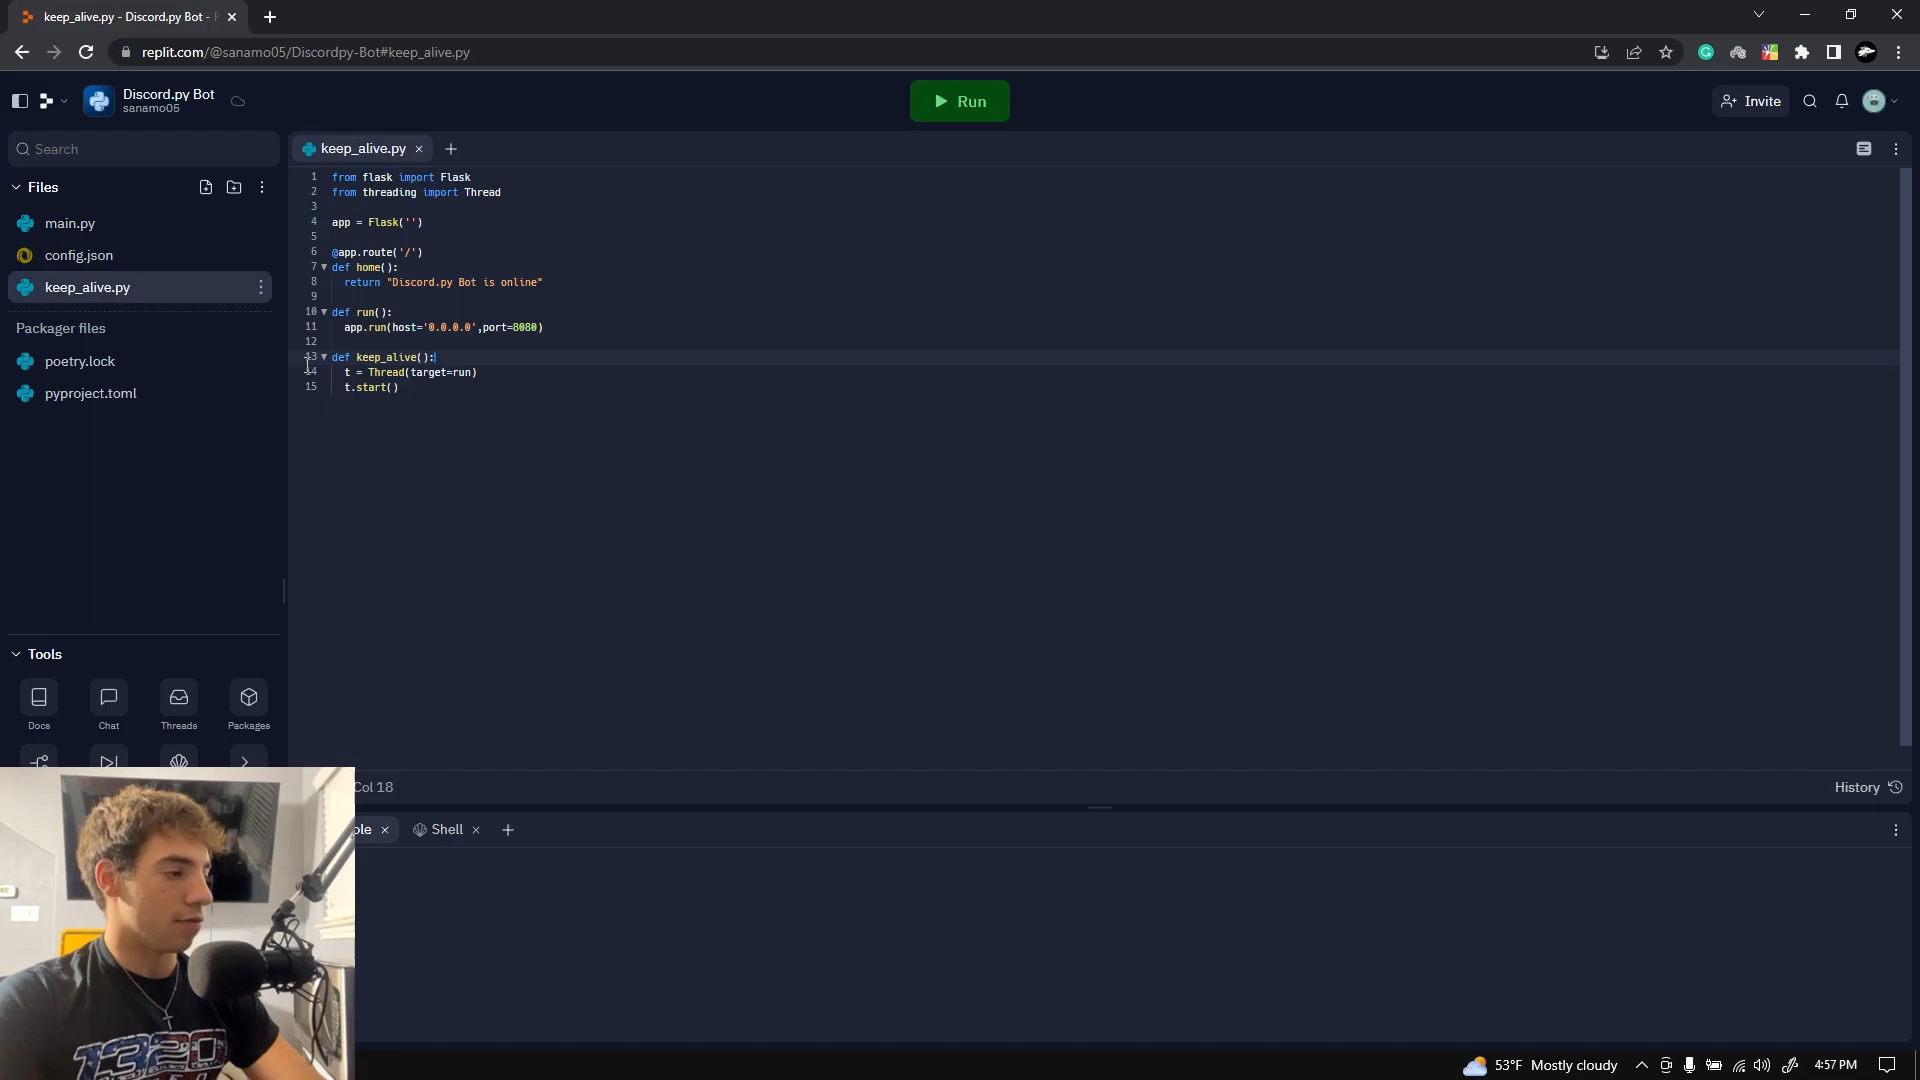 keep_alive.py - Discord.py Bot -
replit.com/@sanamo05/Discordpy-Bot#keep_alive.py
Discord.py Bot
sanamo05
Run
Invite
Search
keep_alive.py
Files
main.py
config.json
keep_alive.py
Packager files
poetry.lock
pyproject.toml
1 from flask import Flask
2 from threading import Thread
3
4 app = Flask('')
5
6 @app.route('/')
7 def home():
8 return "Discord.py Bot is online"
9
10 def run():
11 app.run(host='0.0.0.0',port=8080)
12
13 def keep_alive():
14 t = Thread(target=run)
15 t.start()
Tools
Docs
Chat
Threads
Packages
Col 18
History
ole
Shell
1320
53°F Mostly cloudy
4:57 PM